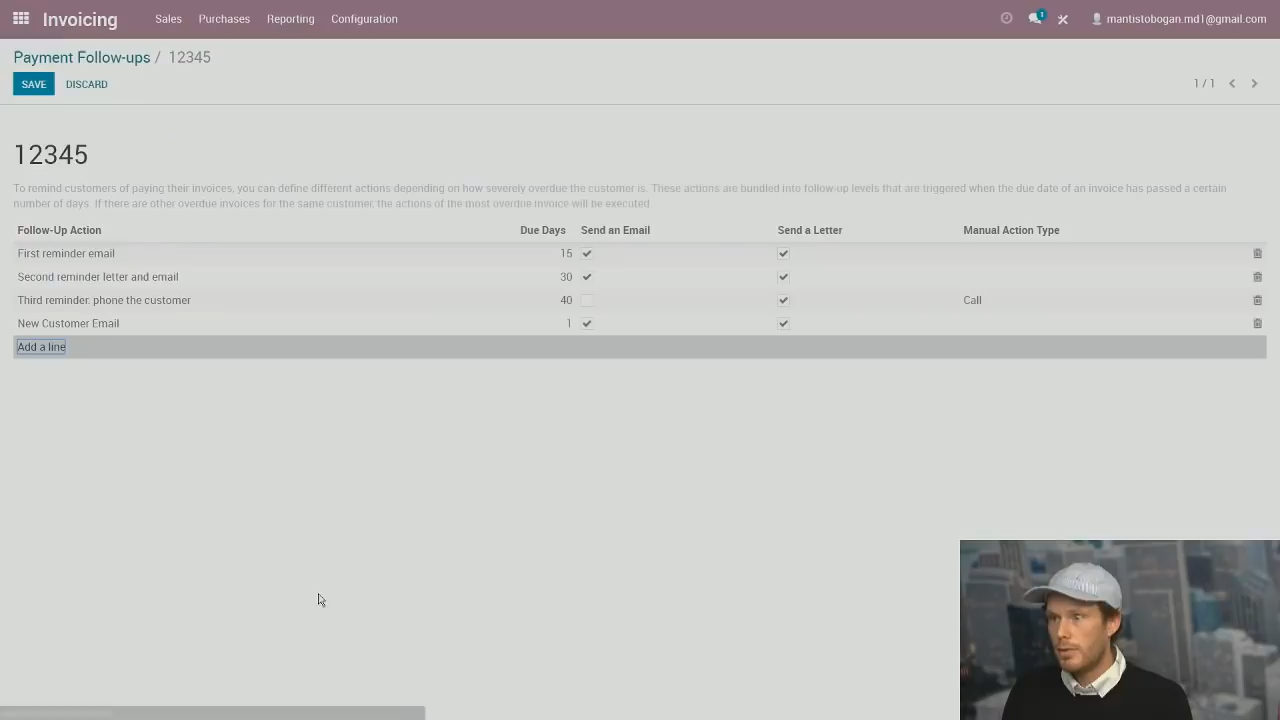 Invoicing Sales Purchases Reporting Configuration 1 mantistobogan.md1@gmail.com
Payment Follow-ups / 12345
SAVE DISCARD 1 / 1
12345
To remind customers of paying their invoices, you can define different actions depending on how severely overdue the customer is. These actions are bundled into follow-up levels that are triggered when the due date of an invoice has passed a certain
number of days. If there are other overdue invoices for the same customer, the actions of the most overdue invoice will be executed.
Follow-Up Action Due Days Send an Email Send a Letter Manual Action Type
First reminder email 15
Second reminder letter and email 30
Third reminder: phone the customer 40 Call
New Customer Email 1
Add a line